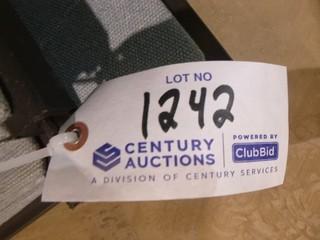 LOT NO
1242
CENTURY
AUCTIONS
POWERED BY
ClubBid
A DIVISION OF CENTURY SERVICES